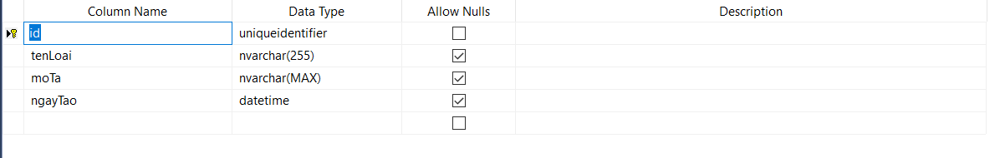 Column Name Data Type Allow Nulls Description
id uniqueidentifier
tenLoai nvarchar(255)
moTa nvarchar(MAX)
ngayTao datetime